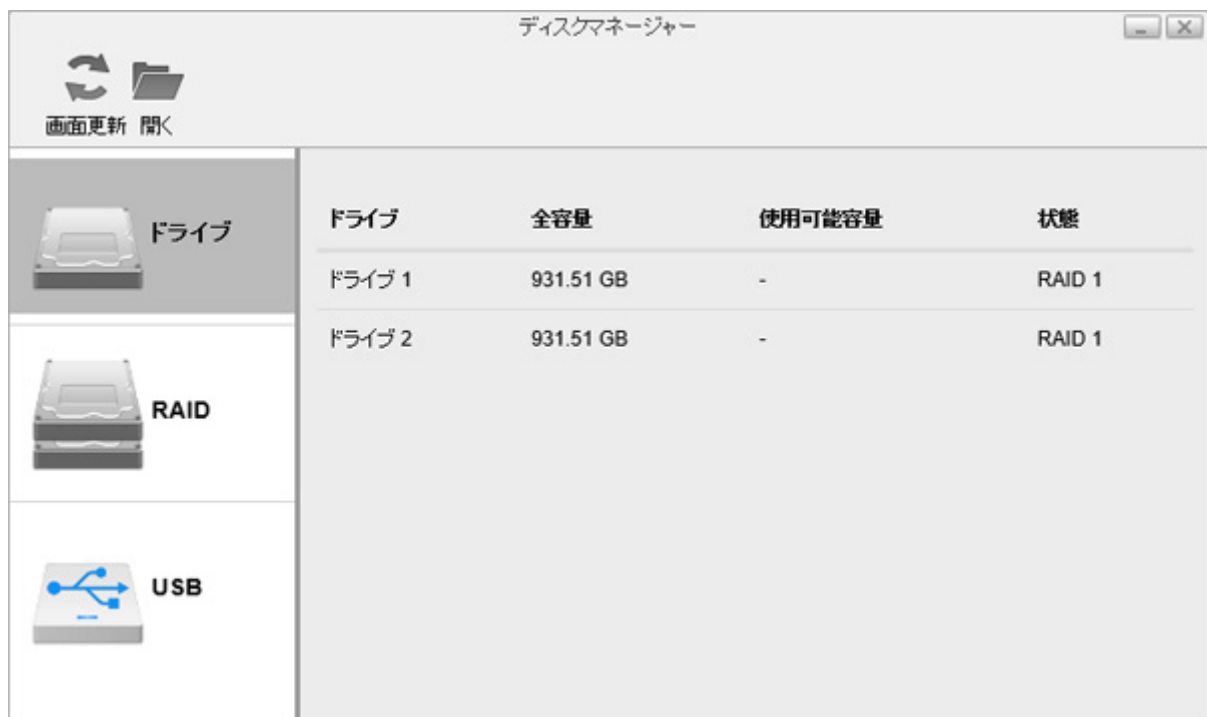 ディスクマネージャー
画面更新 開く
ドライブ
RAID
USB
ドライブ 全容量 使用可能容量 状態
ドライブ 1 931.51 GB - RAID 1
ドライブ 2 931.51 GB - RAID 1